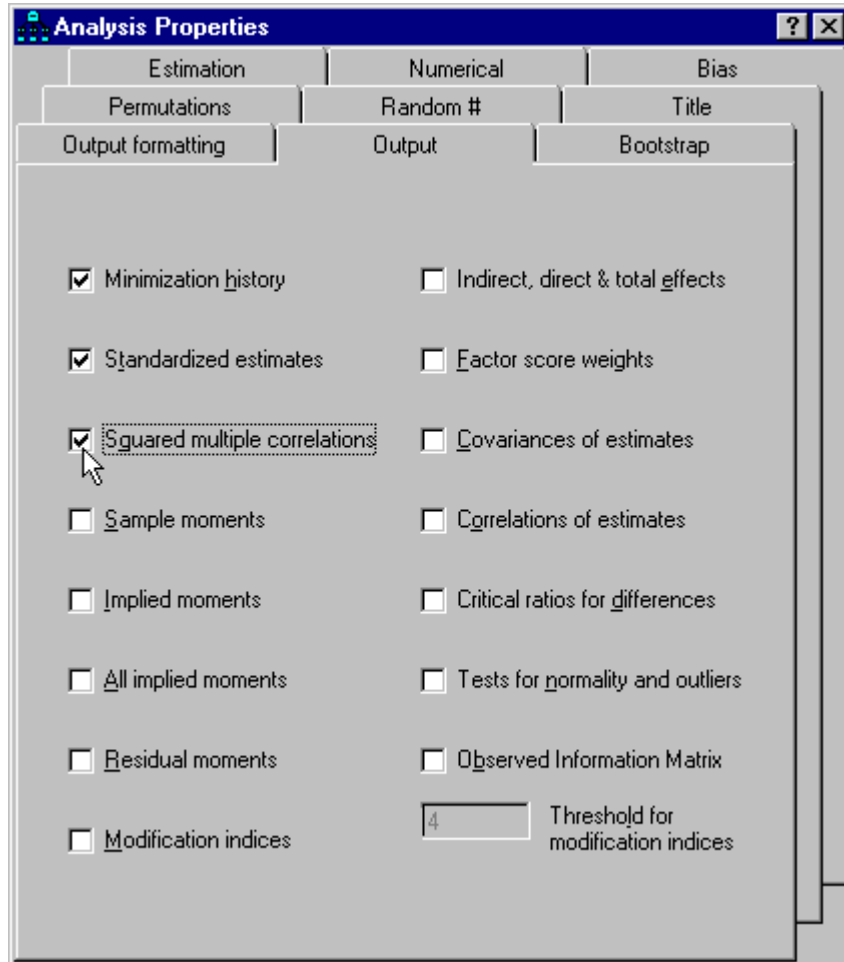 Analysis Properties
Estimation Numerical Bias
Permutations Random # Title
Output formatting Output Bootstrap
Minimization history Indirect, direct & total effects
Standardized estimates Factor score weights
Squared multiple correlations Covariances of estimates
Sample moments Correlations of estimates
Implied moments Critical ratios for differences
All implied moments Tests for normality and outliers
Residual moments Observed Information Matrix
Modification indices 4 Threshold for
modification indices